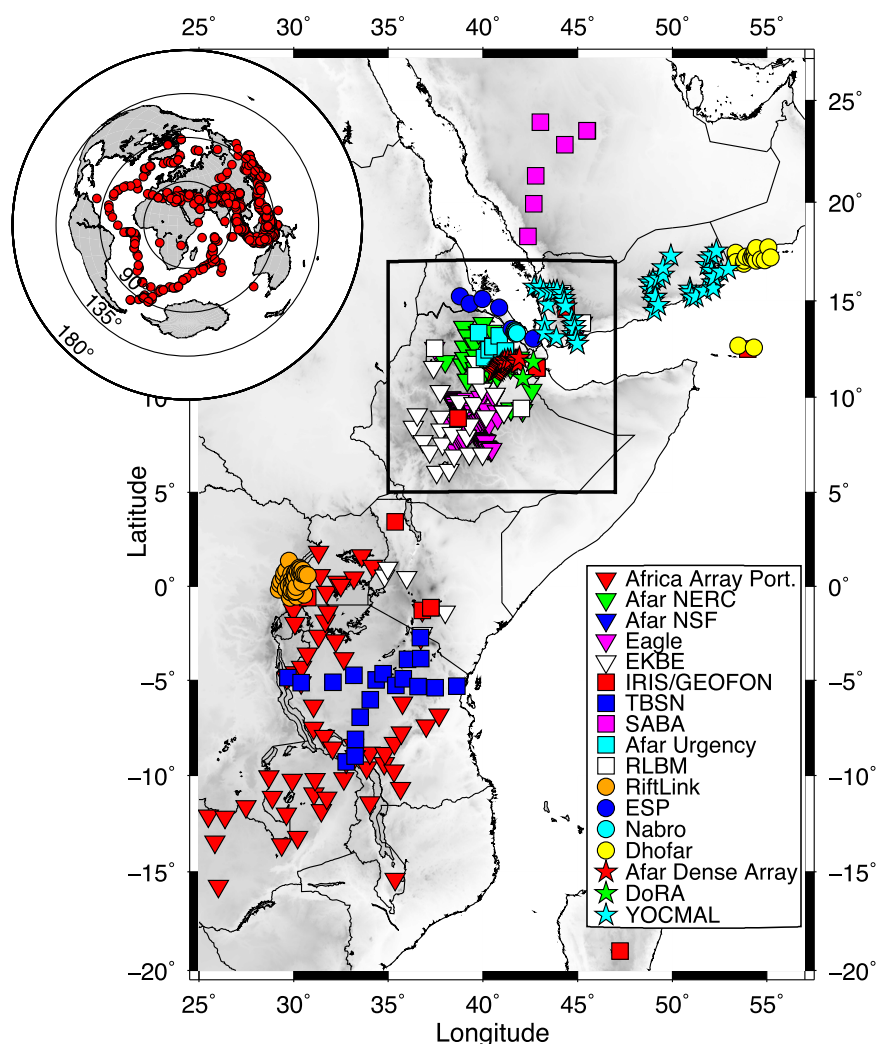 25° 30° 35° 40° 45° 50° 55°
90°
135°
180°
25°
20°
15°
10°
10°
5°
5°
0°
0°
−5°
−5°
−10°
−10°
−15°
−15°
−20°
−20°
Latitude
Africa Array Port.
Afar NERC
Afar NSF
Eagle
EKBE
IRIS/GEOFON
TBSN
SABA
Afar Urgency
RLBM
RiftLink
ESP
Nabro
Dhofar
Afar Dense Array
DoRA
YOCMAL
25° 30° 35° 40° 45° 50° 55°
Longitude